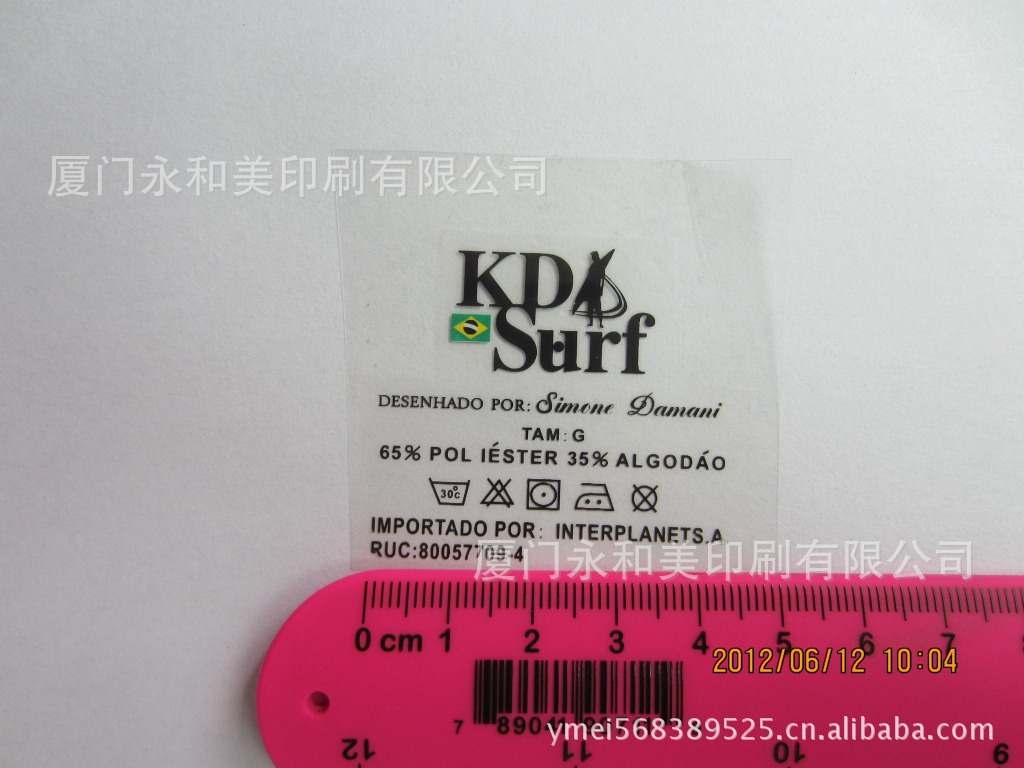 厦门永和美印刷有限公司
KD
Surf
DESENHADO POR: Simone Damani
TAM: G
65% POL IÉSTER 35% ALGODÁO
30c
IMPORTADO POR: INTERPLANETS.A
RUC:80057709-4
厦门永和美印刷有限公司
0 cm 1 2 3 4 5 6 7
2012/06/12 10:04
7
ymei568389525.cn.alibaba.com
12 11 10 9